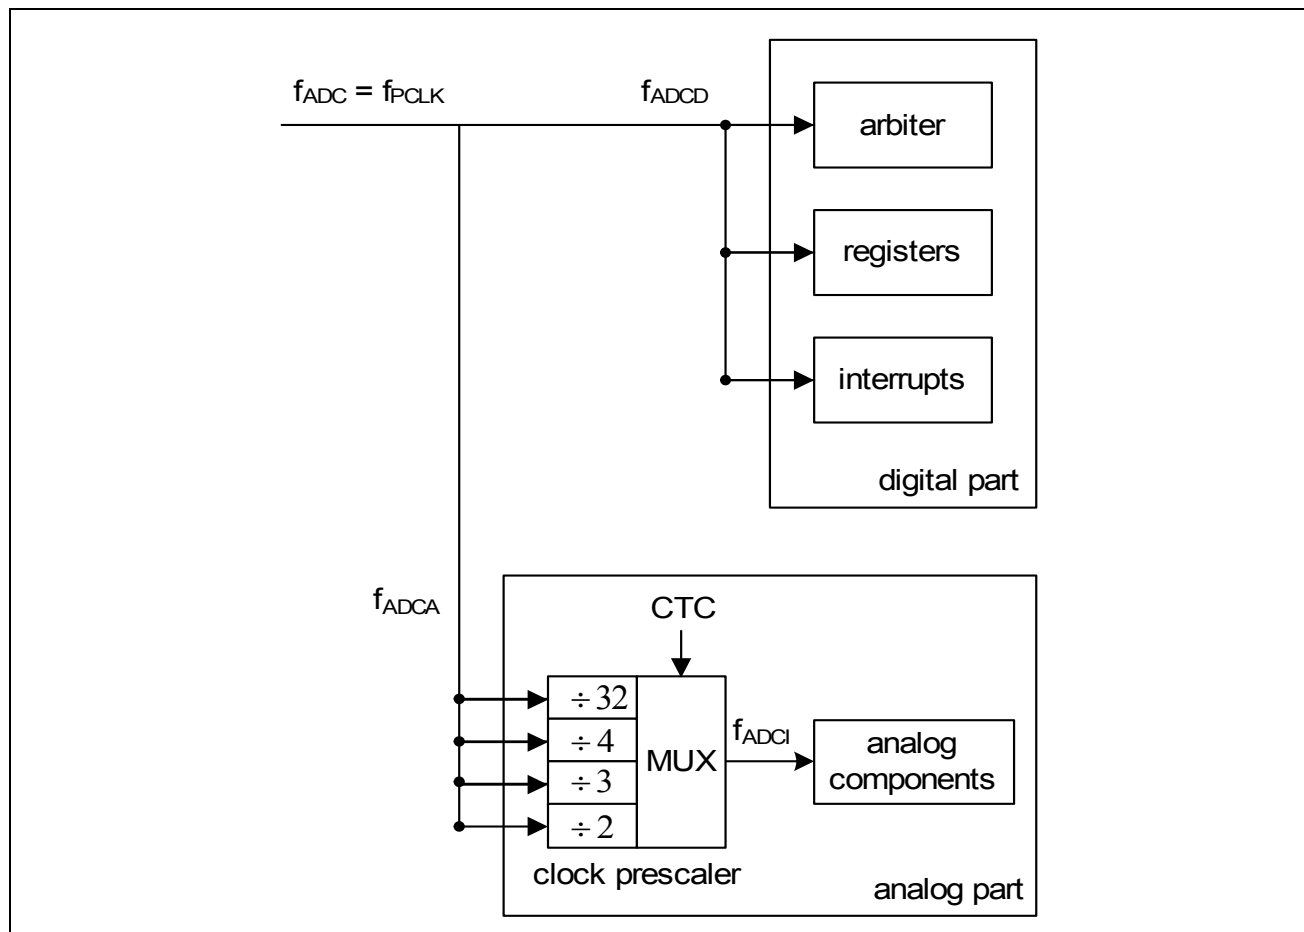 fADC = fPCLK
fADCD
arbiter
registers
interrupts
digital part
fADCA
CTC
÷ 32
÷ 4
÷ 3
÷ 2
MUX
fADCI
analog
components
clock prescaler
analog part